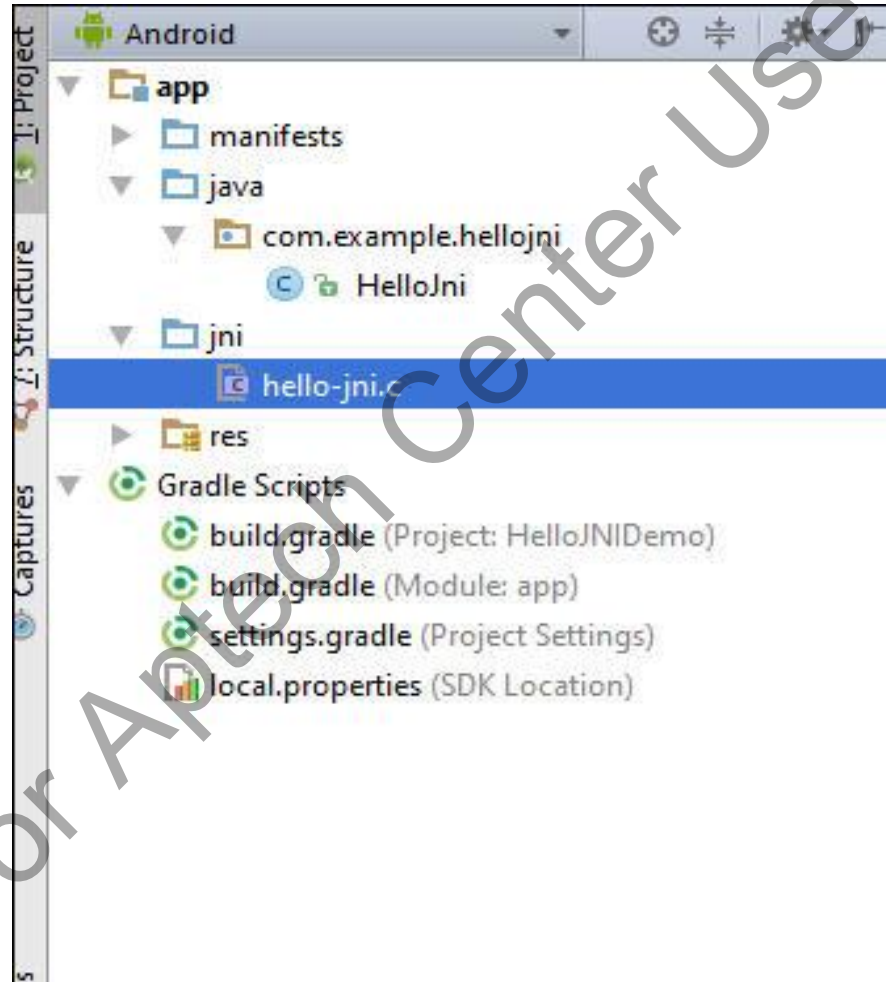 Android
1: Project
app
manifests
java
com.example.hellojni
HelloJni
7: Structure
jni
hello-jni.c
res
Gradle Scripts
Captures
build.gradle (Project: HelloJNIDemo)
build.gradle (Module: app)
settings.gradle (Project Settings)
local.properties (SDK Location)
or Aptech Center Use